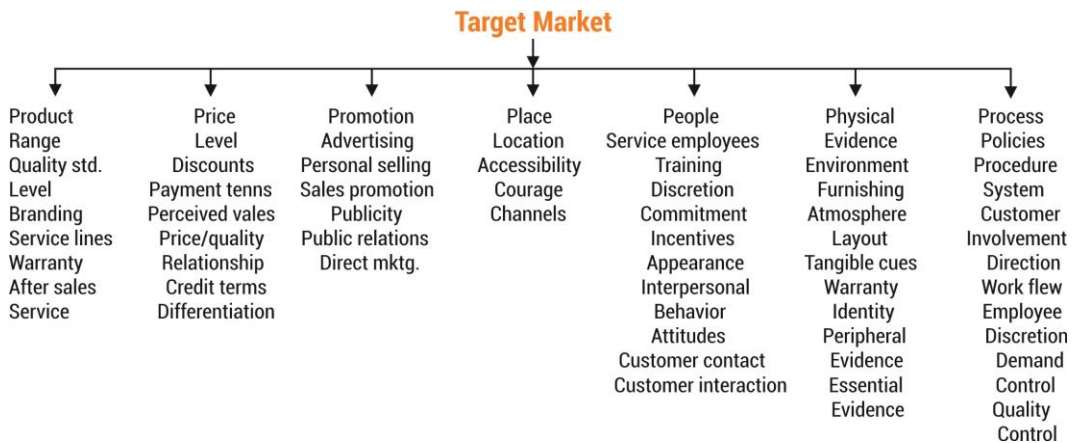 Target Market
Product
Range
Quality std.
Level
Branding
Service lines
Warranty
After sales
Service
Price
Level
Discounts
Payment tenns
Perceived vales
Price/quality
Relationship
Credit terms
Differentiation
Promotion
Advertising
Personal selling
Sales promotion
Publicity
Public relations
Direct mktg.
Place
Location
Accessibility
Courage
Channels
People
Service employees
Training
Discretion
Commitment
Incentives
Appearance
Interpersonal
Behavior
Attitudes
Customer contact
Customer interaction
Physical
Evidence
Environment
Furnishing
Atmosphere
Layout
Tangible cues
Warranty
Identity
Peripheral
Evidence
Essential
Evidence
Process
Policies
Procedure
System
Customer
Involvement
Direction
Work flew
Employee
Discretion
Demand
Control
Quality
Control